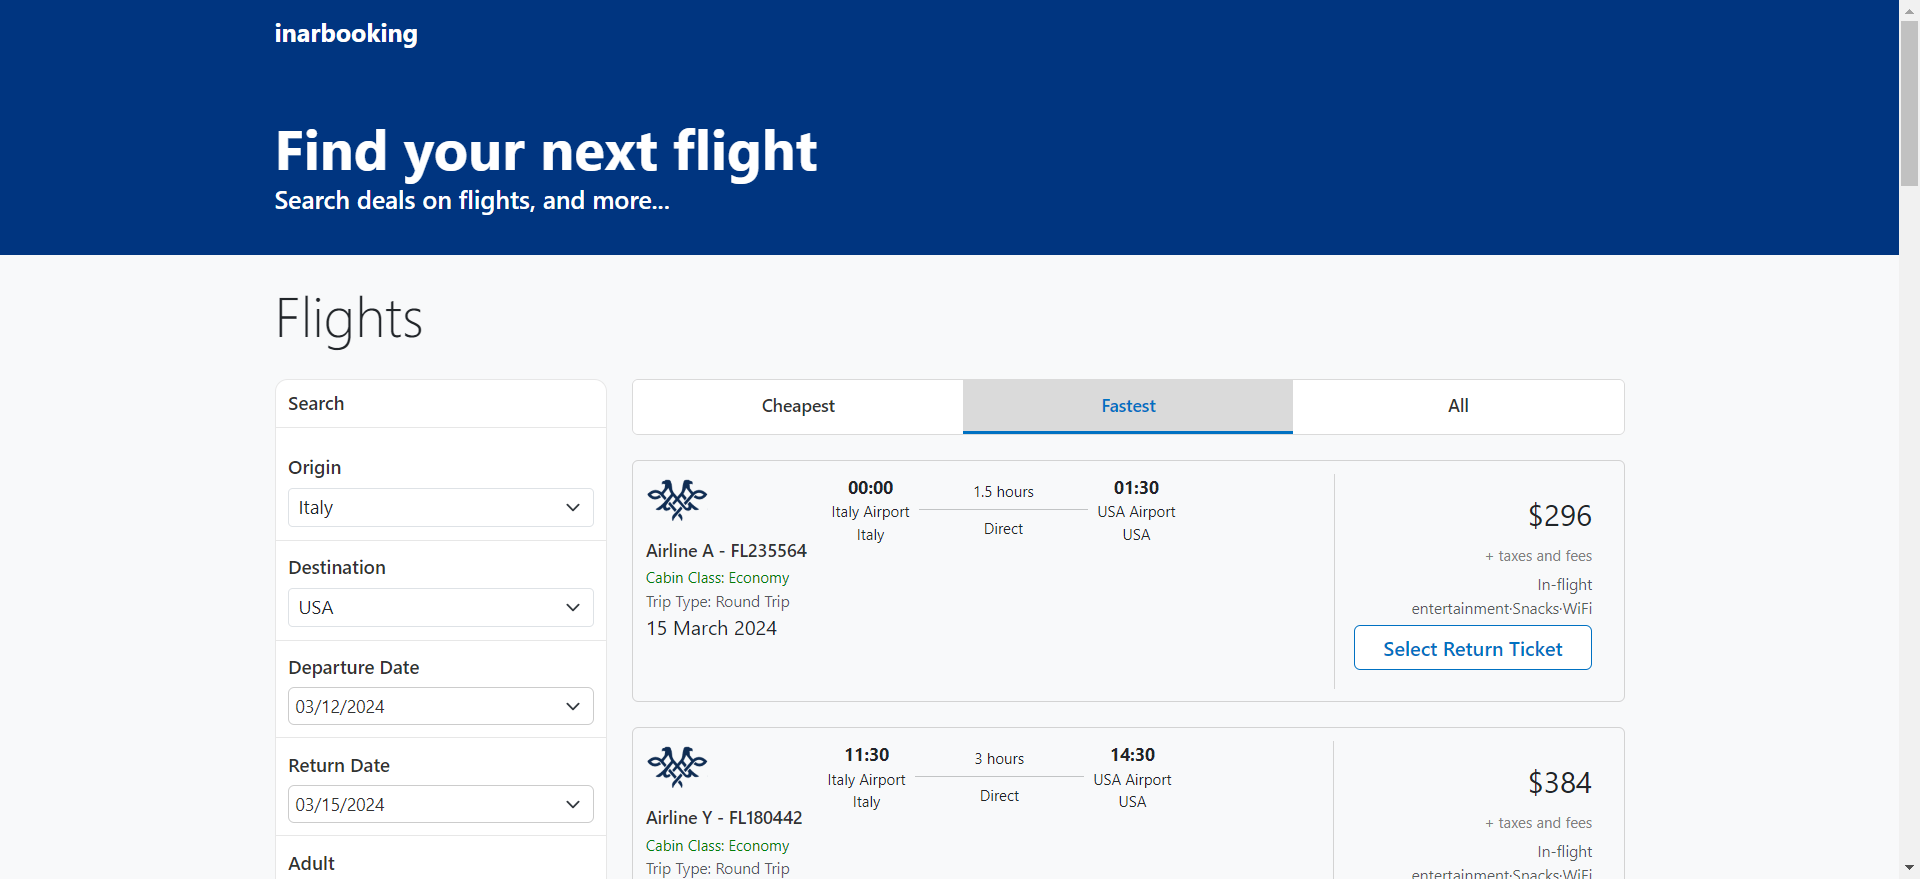 inarbooking
Find your next flight
Search deals on flights, and more...
Flights
Search
Origin
Italy
Destination
USA
Departure Date
03/12/2024
Return Date
03/15/2024
Adult
Cheapest
Fastest
All
00:00
Italy Airport
Italy
1.5 hours
Direct
01:30
USA Airport
USA
Airline A - FL235564
Cabin Class: Economy
Trip Type: Round Trip
15 March 2024
$296
+ taxes and fees
In-flight
entertainment·Snacks·WiFi
Select Return Ticket
11:30
Italy Airport
Italy
3 hours
Direct
14:30
USA Airport
USA
Airline Y - FL180442
Cabin Class: Economy
Trip Type: Round Trip
$384
+ taxes and fees
In-flight
entertainment·Snacks·WiFi